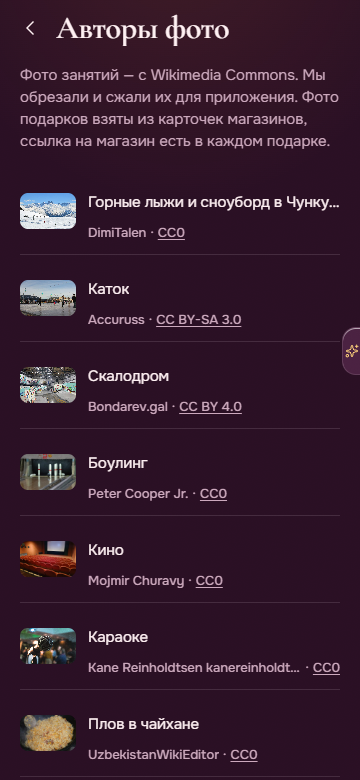 Авторы фото
Фото занятий — с Wikimedia Commons. Мы
обрезали и сжали их для приложения. Фото
подарков взяты из карточек магазинов,
ссылка на магазин есть в каждом подарке.
Горные лыжи и сноуборд в Чунку...
DimiTalen · CC0
Каток
Accuruss · CC BY-SA 3.0
Скалодром
Bondarev.gal · CC BY 4.0
Боулинг
Peter Cooper Jr. · CC0
Кино
Mojmir Churavy · CC0
Караоке
Kane Reinholdtsen kanereinholdt... · CC0
Плов в чайхане
UzbekistanWikiEditor · CC0